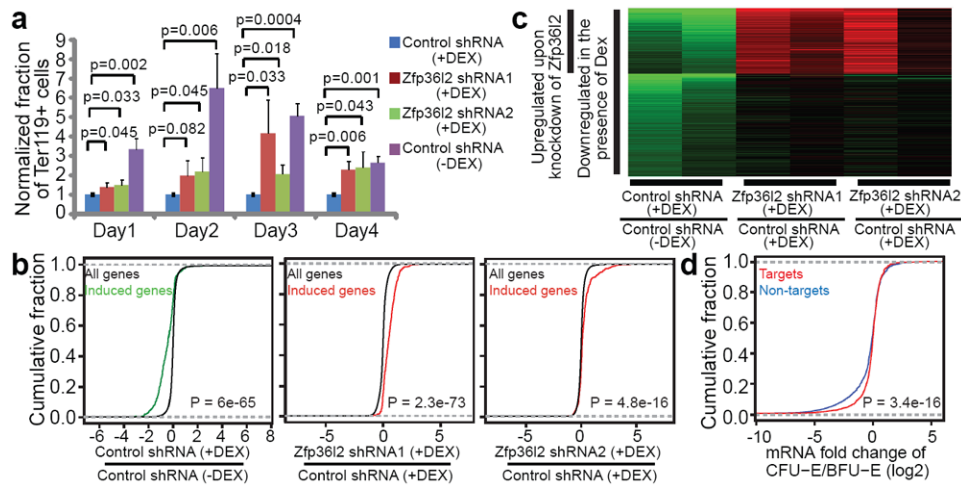 a
Normalized fraction
of Ter119+ cells
9
8
7
6
5
4
3
2
1
p=0.002
p=0.033
p=0.045
p=0.006
p=0.045
p=0.082
p=0.0004
p=0.018
p=0.033
p=0.001
p=0.043
p=0.006
Day1 Day2 Day3 Day4
Control shRNA
(+DEX)
Zfp36l2 shRNA1
(+DEX)
Zfp36l2 shRNA2
(+DEX)
Control shRNA
(-DEX)
c
Upregulated upon
knockdown of Zfp36l2
Downregulated in the
presence of Dex
Control shRNA
(+DEX)
Control shRNA
(-DEX)
Zfp36l2 shRNA1
(+DEX)
Control shRNA
(+DEX)
Zfp36l2 shRNA2
(+DEX)
Control shRNA
(+DEX)
b
Cumulative fraction
1.0
0.8
0.6
0.4
0.2
0.0
All genes
Induced genes
P = 6e-65
-6 -4 -2 0 2 4 6 8
Control shRNA (+DEX)
Control shRNA (-DEX)
All genes
Induced genes
P = 2.3e-73
-5 0 5
Zfp36l2 shRNA1 (+DEX)
Control shRNA (+DEX)
All genes
Induced genes
P = 4.8e-16
-5 0 5
Zfp36l2 shRNA2 (+DEX)
Control shRNA (+DEX)
d
Cumulative fraction
1.0
0.8
0.6
0.4
0.2
0.0
Targets
Non-targets
P = 3.4e-16
-10 -5 0 5
mRNA fold change of
CFU−E/BFU−E (log2)